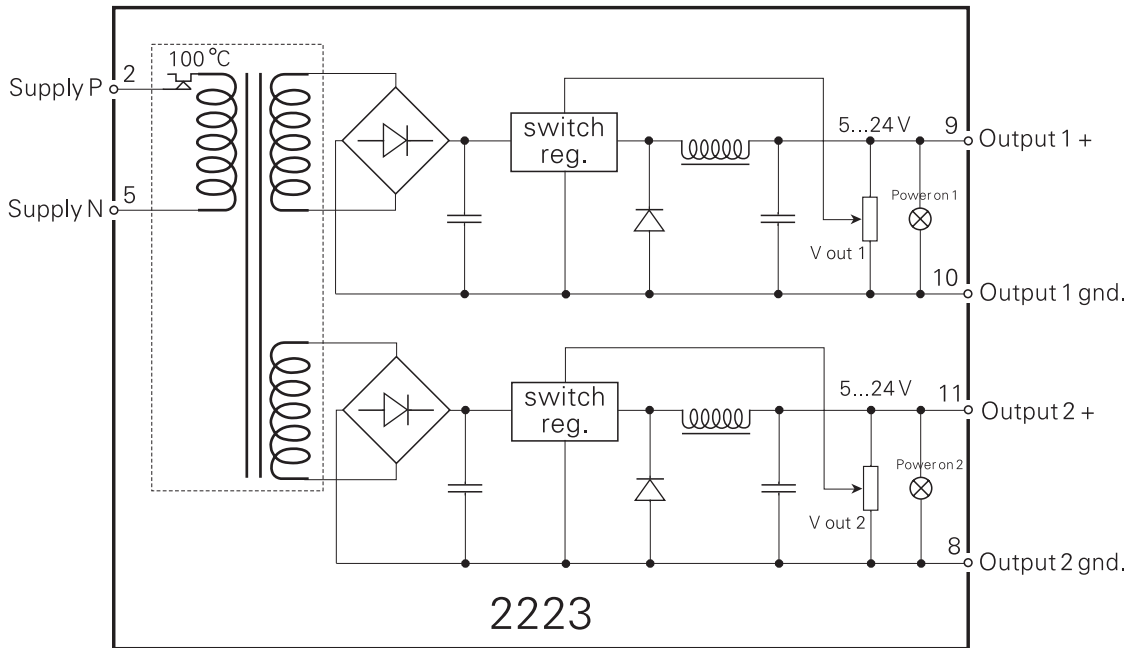 100 °C
2
Supply P
5
Supply N
switch
reg.
5...24 V
9
Output 1 +
Power on 1
V out 1
10
Output 1 gnd.
switch
reg.
5...24 V
11
Output 2 +
Power on 2
V out 2
8
Output 2 gnd.
2223